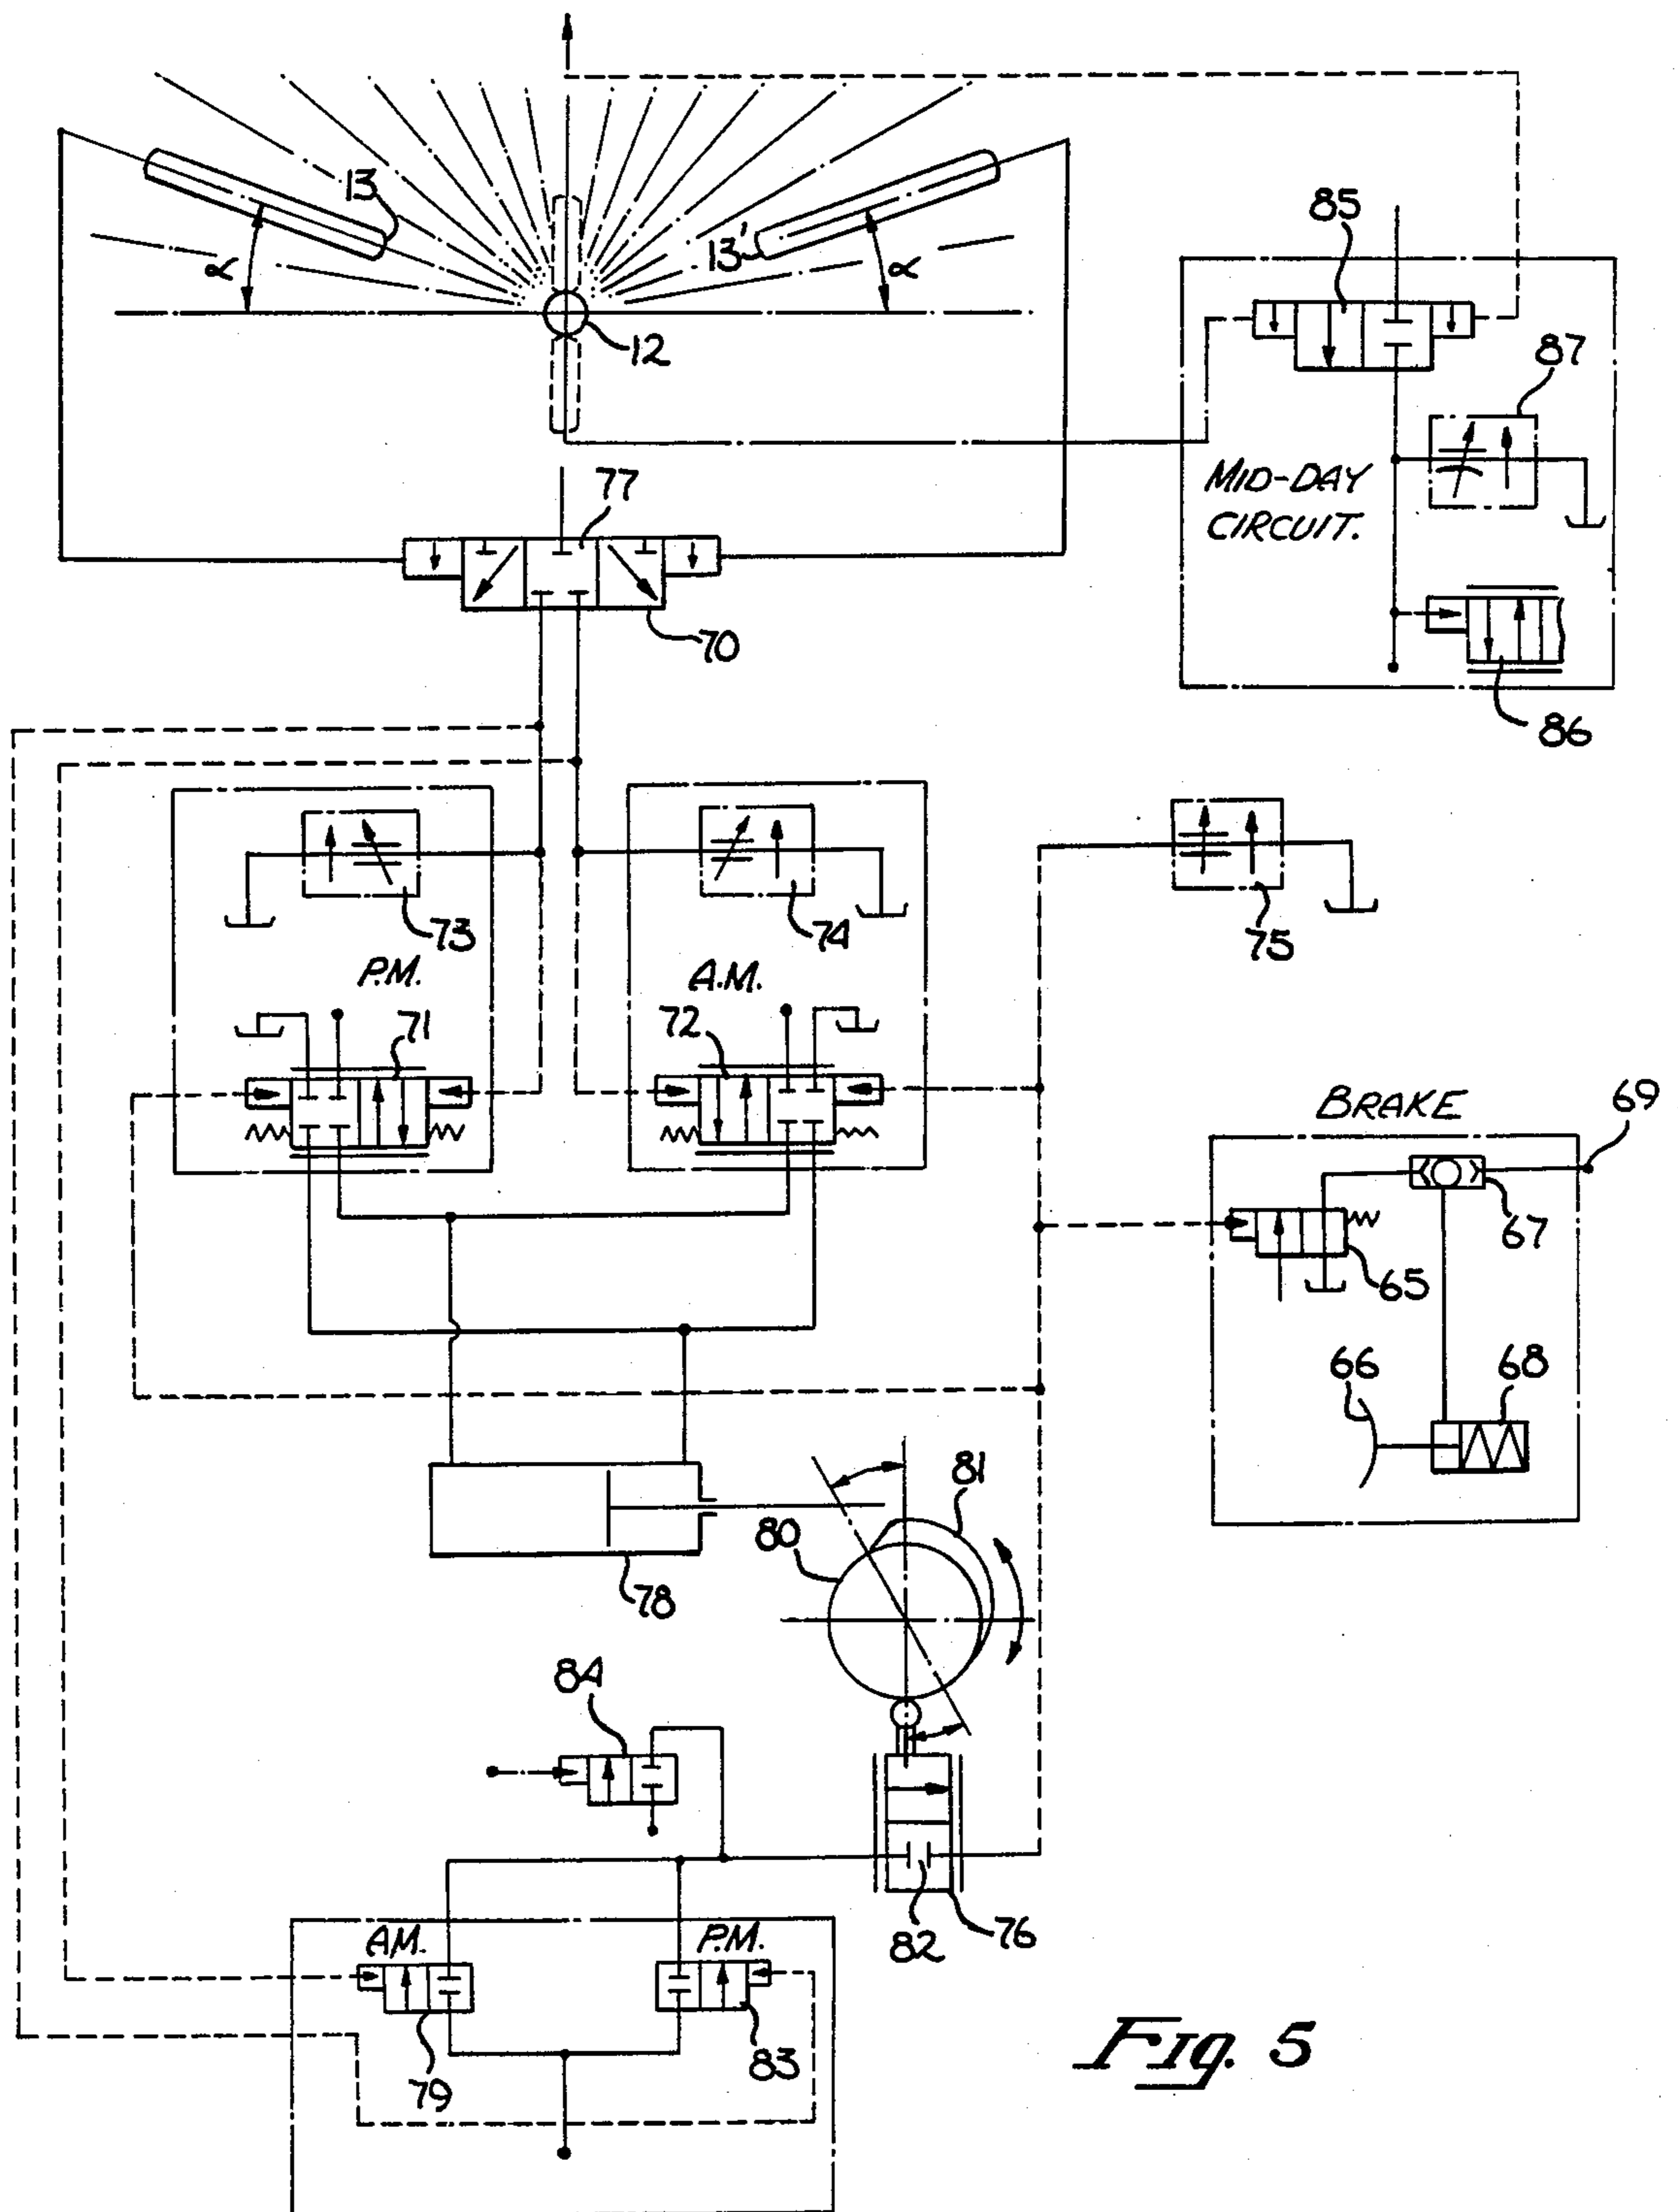 13
13'
α
α
12
85
87
MID-DAY
CIRCUIT.
77
70
86
73
74
75
P.M.
A.M.
71
72
BRAKE
69
67
65
66
68
81
80
78
84
76
82
A.M.
P.M.
79
83
Fig. 5